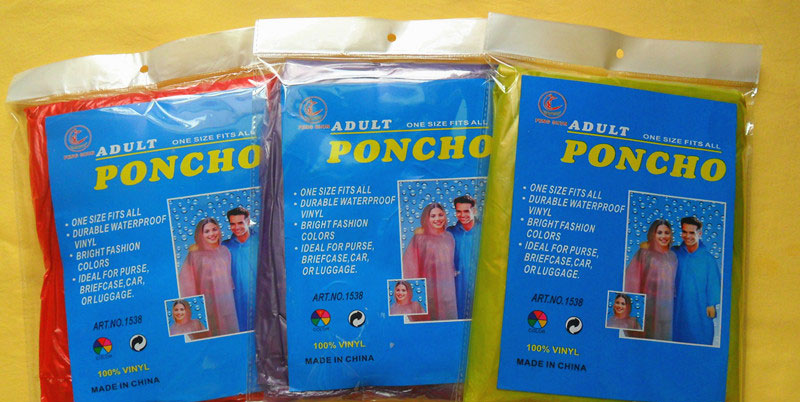 ADULT
ONE SIZE FITS ALL
PONCHO
• ONE SIZE FITS ALL
• DURABLE WATERPROOF
VINYL
• BRIGHT FASHION
COLORS
• IDEAL FOR PURSE,
BRIEFCASE,CAR,
OR LUGGAGE.
ART.NO.1538
100% VINYL
MADE IN CHINA
ADULT
ONE SIZE FITS ALL
PONCHO
• ONE SIZE FITS ALL
• DURABLE WATERPROOF
VINYL
• BRIGHT FASHION
COLORS
• IDEAL FOR PURSE,
BRIEFCASE,CAR,
OR LUGGAGE.
ART.NO.1538
100% VINYL
MADE IN CHINA
ADULT
ONE SIZE FITS ALL
PONCHO
• ONE SIZE FITS ALL
• DURABLE WATERPROOF
VINYL
• BRIGHT FASHION
COLORS
• IDEAL FOR PURSE,
BRIEFCASE,CAR,
OR LUGGAGE.
ART.NO.1538
100% VINYL
MADE IN CHINA